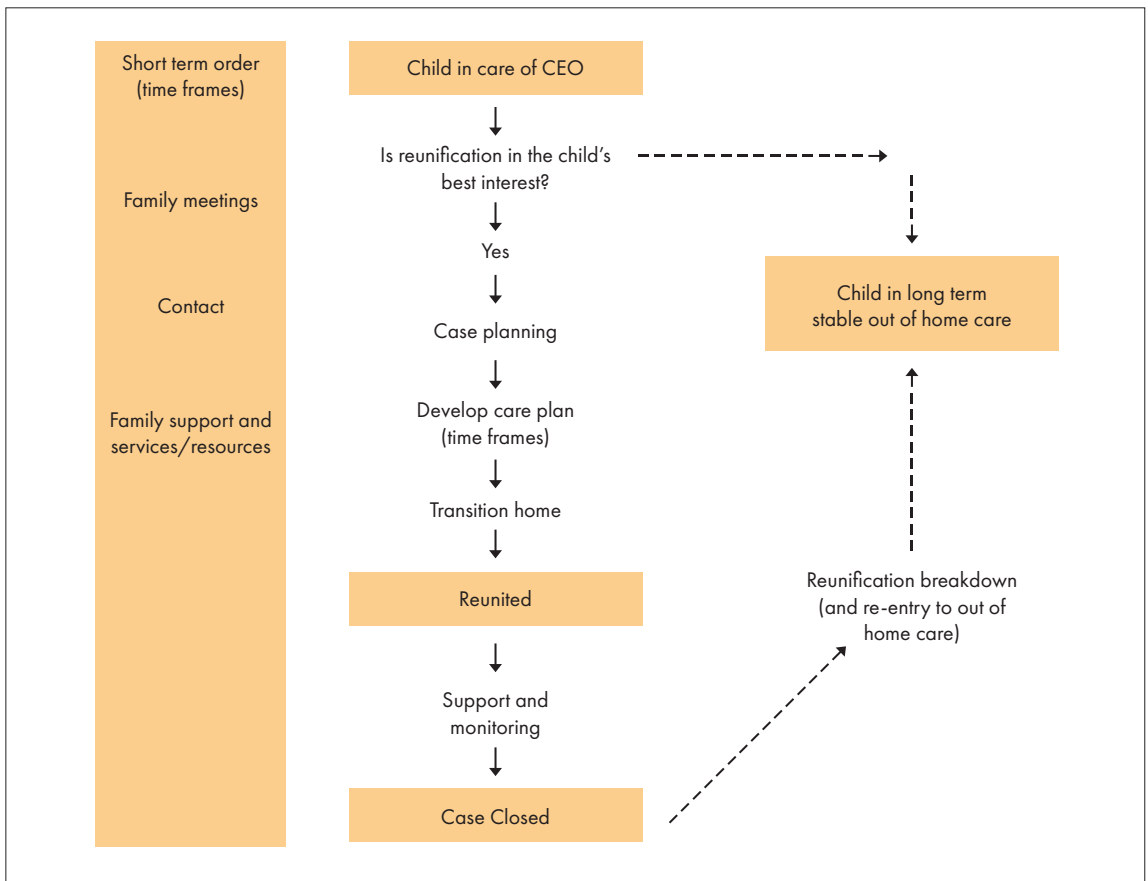 Short term order
(time frames)
Family meetings
Contact
Family support and
services/resources
Child in care of CEO
Is reunification in the child's
best interest?
Yes
Case planning
Develop care plan
(time frames)
Transition home
Reunited
Support and
monitoring
Case Closed
Child in long term
stable out of home care
Reunification breakdown
(and re-entry to out of
home care)